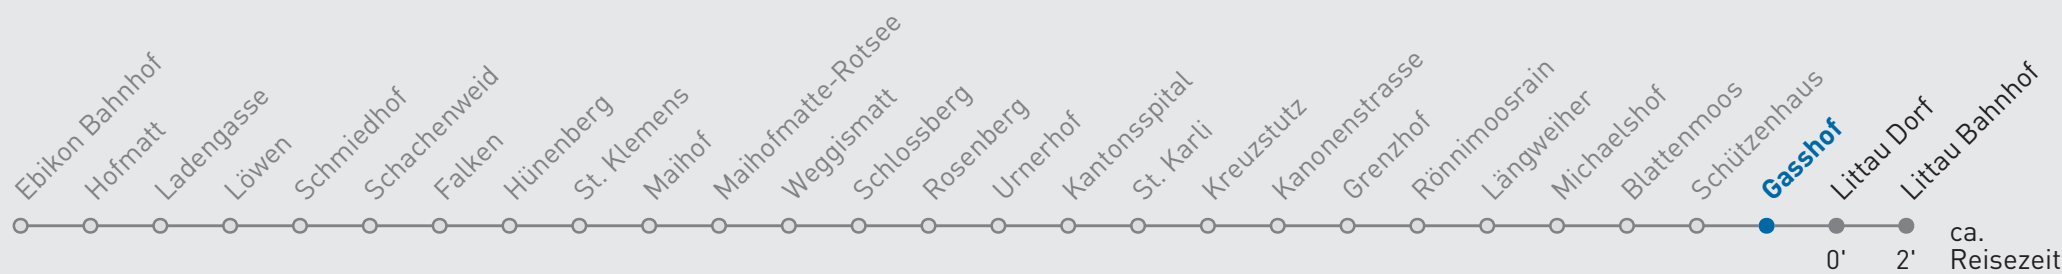 Ebikon Bahnhof
Hofmatt
Ladengasse
Löwen
Schmiedhof
Schachenweid
Falken
Hünenberg
St. Klemens
Maihof
Maihofmatte-Rotsee
Weggismatt
Schlossberg
Rosenberg
Urnerhof
Kantonsspital
St. Karli
Kreuzstutz
Kanonenstrasse
Grenzhof
Rönnimoosrain
Längweiher
Michaelshof
Blattenmoos
Schützenhaus
Gasshof
Littau Dorf
Littau Bahnhof
0'
2'
ca.
Reisezeit